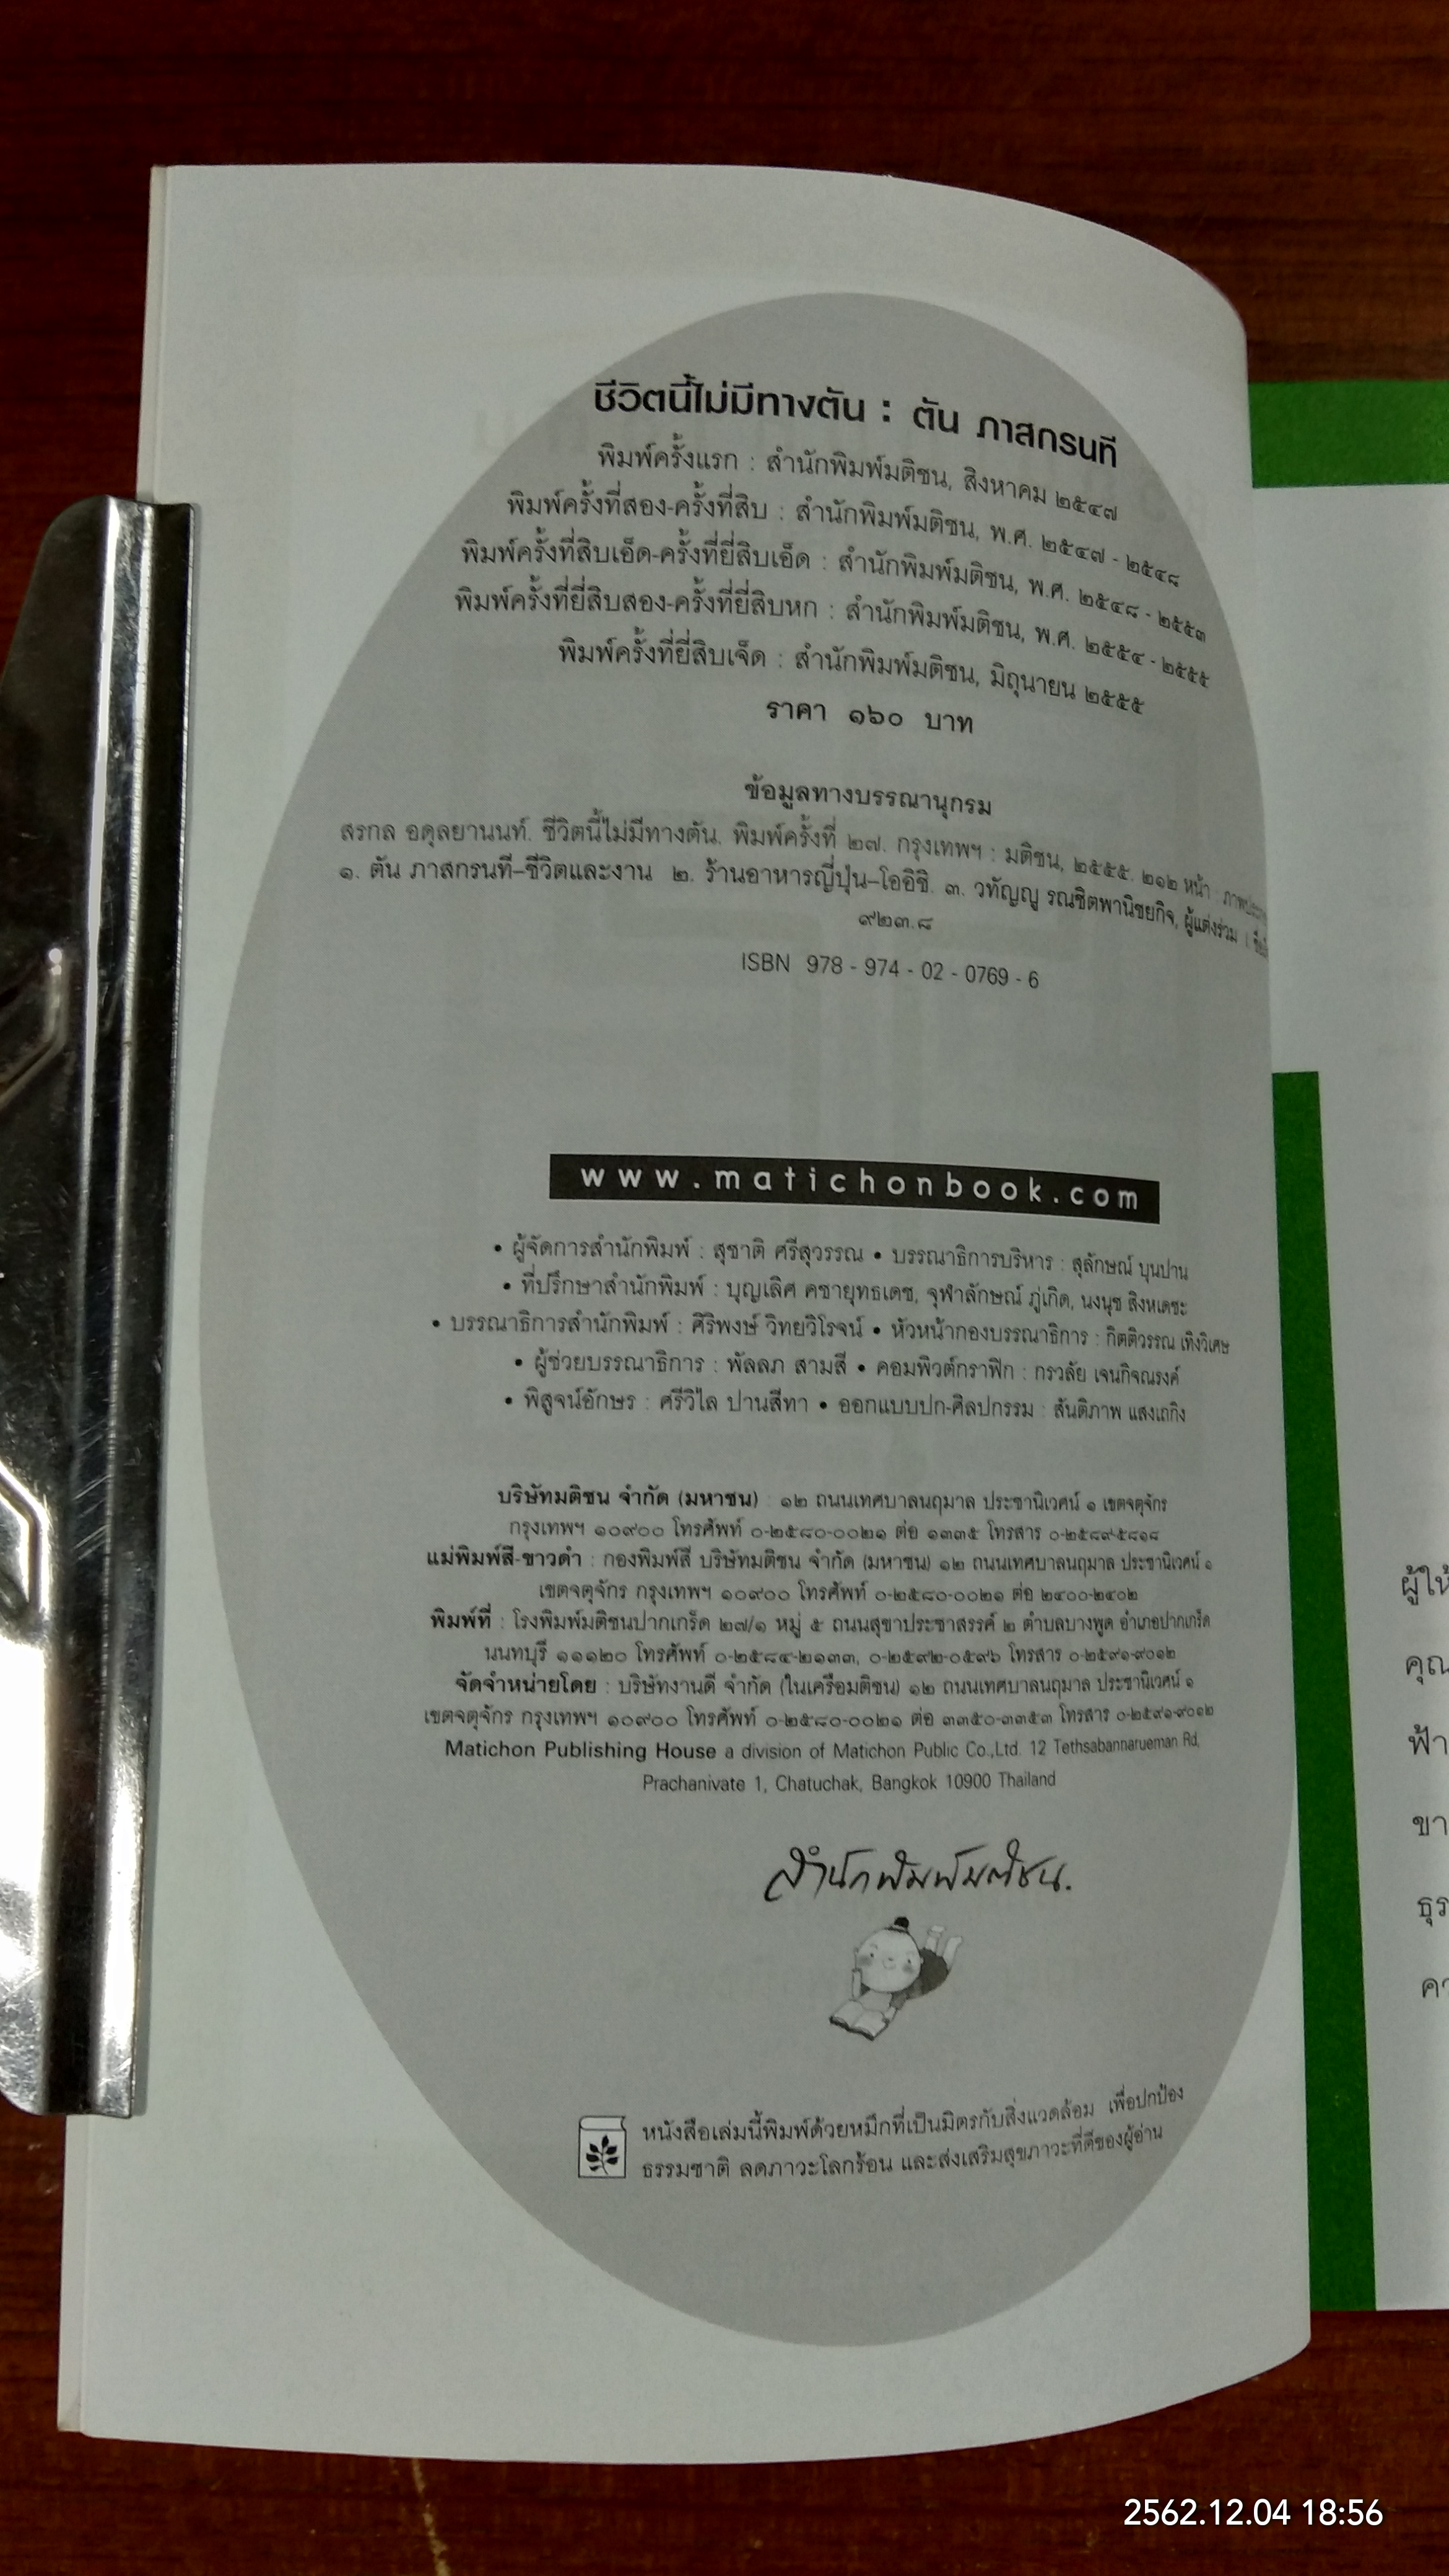 ชีวิตนี้ไม่มีทางตัน : ตัน ภาสกรนที
พิมพ์ครั้งแรก : สำนักพิมพ์มติชน, สิงหาคม ๒๕๔๗
พิมพ์ครั้งที่สอง-ครั้งที่สิบ : สำนักพิมพ์มติชน, พ.ศ. ๒๕๔๗ - ๒๕๔๘
พิมพ์ครั้งที่สิบเอ็ด-ครั้งที่ยี่สิบเอ็ด : สำนักพิมพ์มติชน, พ.ศ. ๒๕๔๘ - ๒๕๕๓
พิมพ์ครั้งที่ยี่สิบสอง-ครั้งที่ยี่สิบหก : สำนักพิมพ์มติชน, พ.ศ. ๒๕๕๔ - ๒๕๕๕
พิมพ์ครั้งที่ยี่สิบเจ็ด : สำนักพิมพ์มติชน, มิถุนายน ๒๕๕๕
ราคา ๑๖๐ บาท
ข้อมูลทางบรรณานุกรม
สรกล อดุลยานนท์. ชีวิตนี้ไม่มีทางตัน. พิมพ์ครั้งที่ ๒๗. กรุงเทพฯ : มติชน, ๒๕๕๕. ๒๑๒ หน้า :
๑. ตัน ภาสกรนที–ชีวิตและงาน ๒. ร้านอาหารญี่ปุ่น–โออิชิ. ๓. วทัญญู รณชิตพานิชยกิจ, ผู้แต่งร่วม
๙๒๓.๘
ISBN 978 - 974 - 02 - 0769 - 6
www.matichonbook.com
• ผู้จัดการสำนักพิมพ์ : สุชาติ ศรีสุวรรณ • บรรณาธิการบริหาร : สุลักษณ์ บุนปาน
• ที่ปรึกษาสำนักพิมพ์ : บุญเลิศ คชายุทธเดช, จุฬาลักษณ์ ภู่เกิด, นงนุช สิงหเดชะ
• บรรณาธิการสำนักพิมพ์ : ศิริพงษ์ วิทยวิโรจน์ • หัวหน้ากองบรรณาธิการ : กิตติวรรณ เทิงวิเศษ
• ผู้ช่วยบรรณาธิการ : พัลลภ สามสี • คอมพิวต์กราฟิก : กรวลัย เจนกิจณรงค์
• พิสูจน์อักษร : ศรีวิไล ปานสีทา • ออกแบบปก-ศิลปกรรม : สันติภาพ แสงเถกิง
บริษัทมติชน จำกัด (มหาชน) : ๑๒ ถนนเทศบาลนฤมาล ประชานิเวศน์ ๑ เขตจตุจักร
กรุงเทพฯ ๑๐๙๐๐ โทรศัพท์ ๐-๒๕๘๐-๐๐๒๑ ต่อ ๑๓๓๕ โทรสาร ๐-๒๕๘๙-๕๘๑๘
แม่พิมพ์สี-ขาวดำ : กองพิมพ์สี บริษัทมติชน จำกัด (มหาชน) ๑๒ ถนนเทศบาลนฤมาล ประชานิเวศน์ ๑
เขตจตุจักร กรุงเทพฯ ๑๐๙๐๐ โทรศัพท์ ๐-๒๕๘๐-๐๐๒๑ ต่อ ๒๔๐๐-๒๔๐๒
พิมพ์ที่ : โรงพิมพ์มติชนปากเกร็ด ๒๗/๑ หมู่ ๕ ถนนสุขาประชาสรรค์ ๒ ตำบลบางพูด อำเภอปากเกร็ด
นนทบุรี ๑๑๑๒๐ โทรศัพท์ ๐-๒๕๘๔-๒๑๓๓, ๐-๒๕๙๒-๐๕๙๖ โทรสาร ๐-๒๕๙๑-๙๐๑๒
จัดจำหน่ายโดย : บริษัทงานดี จำกัด (ในเครือมติชน) ๑๒ ถนนเทศบาลนฤมาล ประชานิเวศน์ ๑
เขตจตุจักร กรุงเทพฯ ๑๐๙๐๐ โทรศัพท์ ๐-๒๕๘๐-๐๐๒๑ ต่อ ๓๓๕๐-๓๓๕๓ โทรสาร ๐-๒๕๙๑-๙๐๑๒
Matichon Publishing House a division of Matichon Public Co.,Ltd. 12 Tethsabannarueman Rd,
Prachanivate 1, Chatuchak, Bangkok 10900 Thailand
สำนักพิมพ์มติชน.
หนังสือเล่มนี้พิมพ์ด้วยหมึกที่เป็นมิตรกับสิ่งแวดล้อม เพื่อปกป้อง
ธรรมชาติ ลดภาวะโลกร้อน และส่งเสริมสุขภาวะที่ดีของผู้อ่าน
คุณ
ฟ้า
2562.12.04 18:56